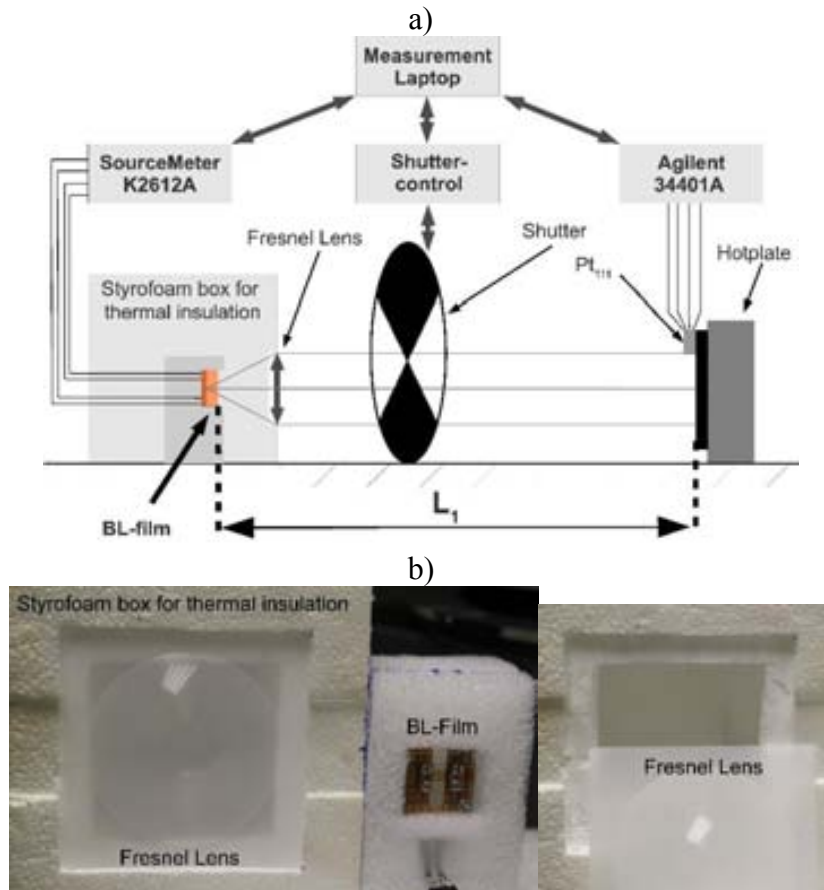 a)
Measurement
Laptop
SourceMeter
K2612A
Shutter-
control
Agilent
34401A
Fresnel Lens
Shutter
Hotplate
Styrofoam box for
thermal insulation
BL-film
L1
b)
Styrofoam box for thermal insulation
BL-Film
Fresnel Lens
Fresnel Lens